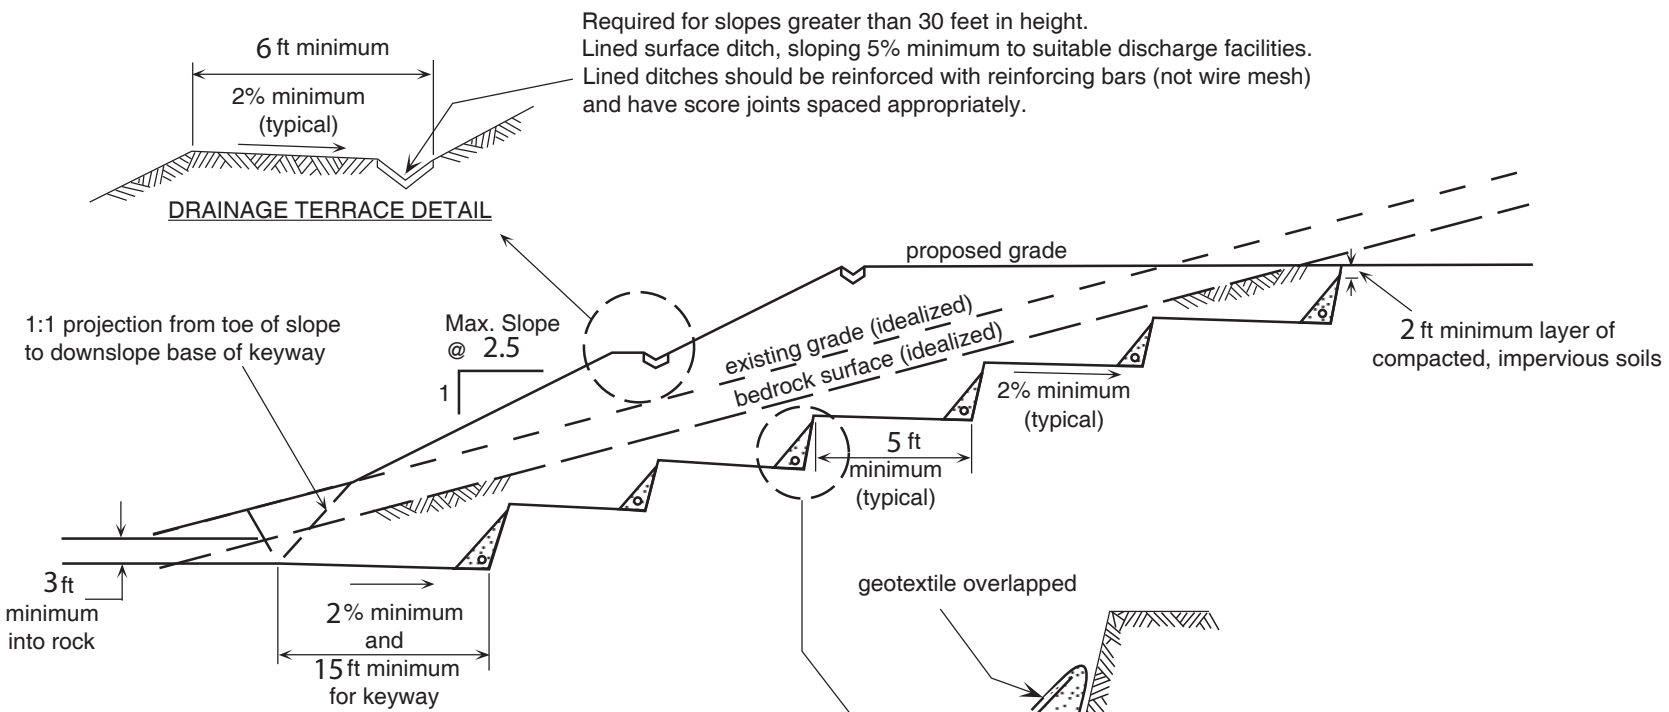 Required for slopes greater than 30 feet in height.
Lined surface ditch, sloping 5% minimum to suitable discharge facilities.
Lined ditches should be reinforced with reinforcing bars (not wire mesh)
and have score joints spaced appropriately.
6 ft minimum
2% minimum
(typical)
DRAINAGE TERRACE DETAIL
proposed grade
1:1 projection from toe of slope
to downslope base of keyway
Max. Slope
@ 2.5
1
existing grade (idealized)
bedrock surface (idealized)
2 ft minimum layer of
compacted, impervious soils
2% minimum
(typical)
5 ft
minimum
(typical)
3 ft
minimum
into rock
2% minimum
and
15 ft minimum
for keyway
geotextile overlapped